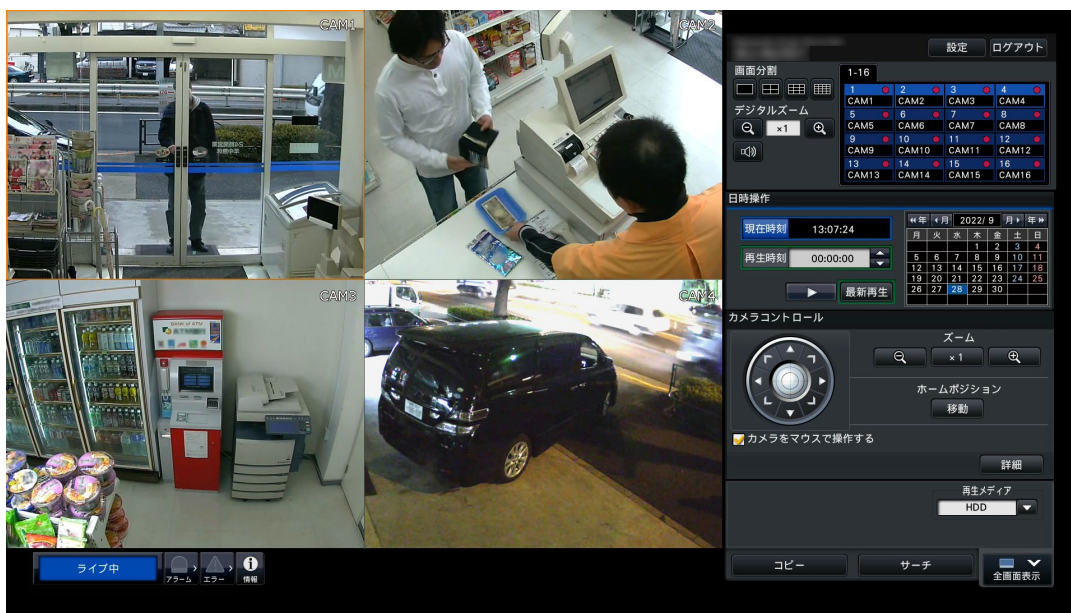 CAM1
CAM2
CAM3
BANK of ATM
CAM4
ライブ中
アラーム
エラー
情報
設定
ログアウト
画面分割
デジタルズーム
×1
1-16
1 2 3 4
CAM1 CAM2 CAM3 CAM4
5 6 7 8
CAM5 CAM6 CAM7 CAM8
9 10 11 12
CAM9 CAM10 CAM11 CAM12
13 14 15 16
CAM13 CAM14 CAM15 CAM16
日時操作
現在時刻 13:07:24
再生時刻 00:00:00
最新再生
年 月 2022/ 9 月 年
月 火 水 木 金 土 日
1 2 3 4
5 6 7 8 9 10 11
12 13 14 15 16 17 18
19 20 21 22 23 24 25
26 27 28 29 30
カメラコントロール
ズーム
×1
ホームポジション
移動
カメラをマウスで操作する
詳細
再生メディア
HDD
コピー
サーチ
全画面表示